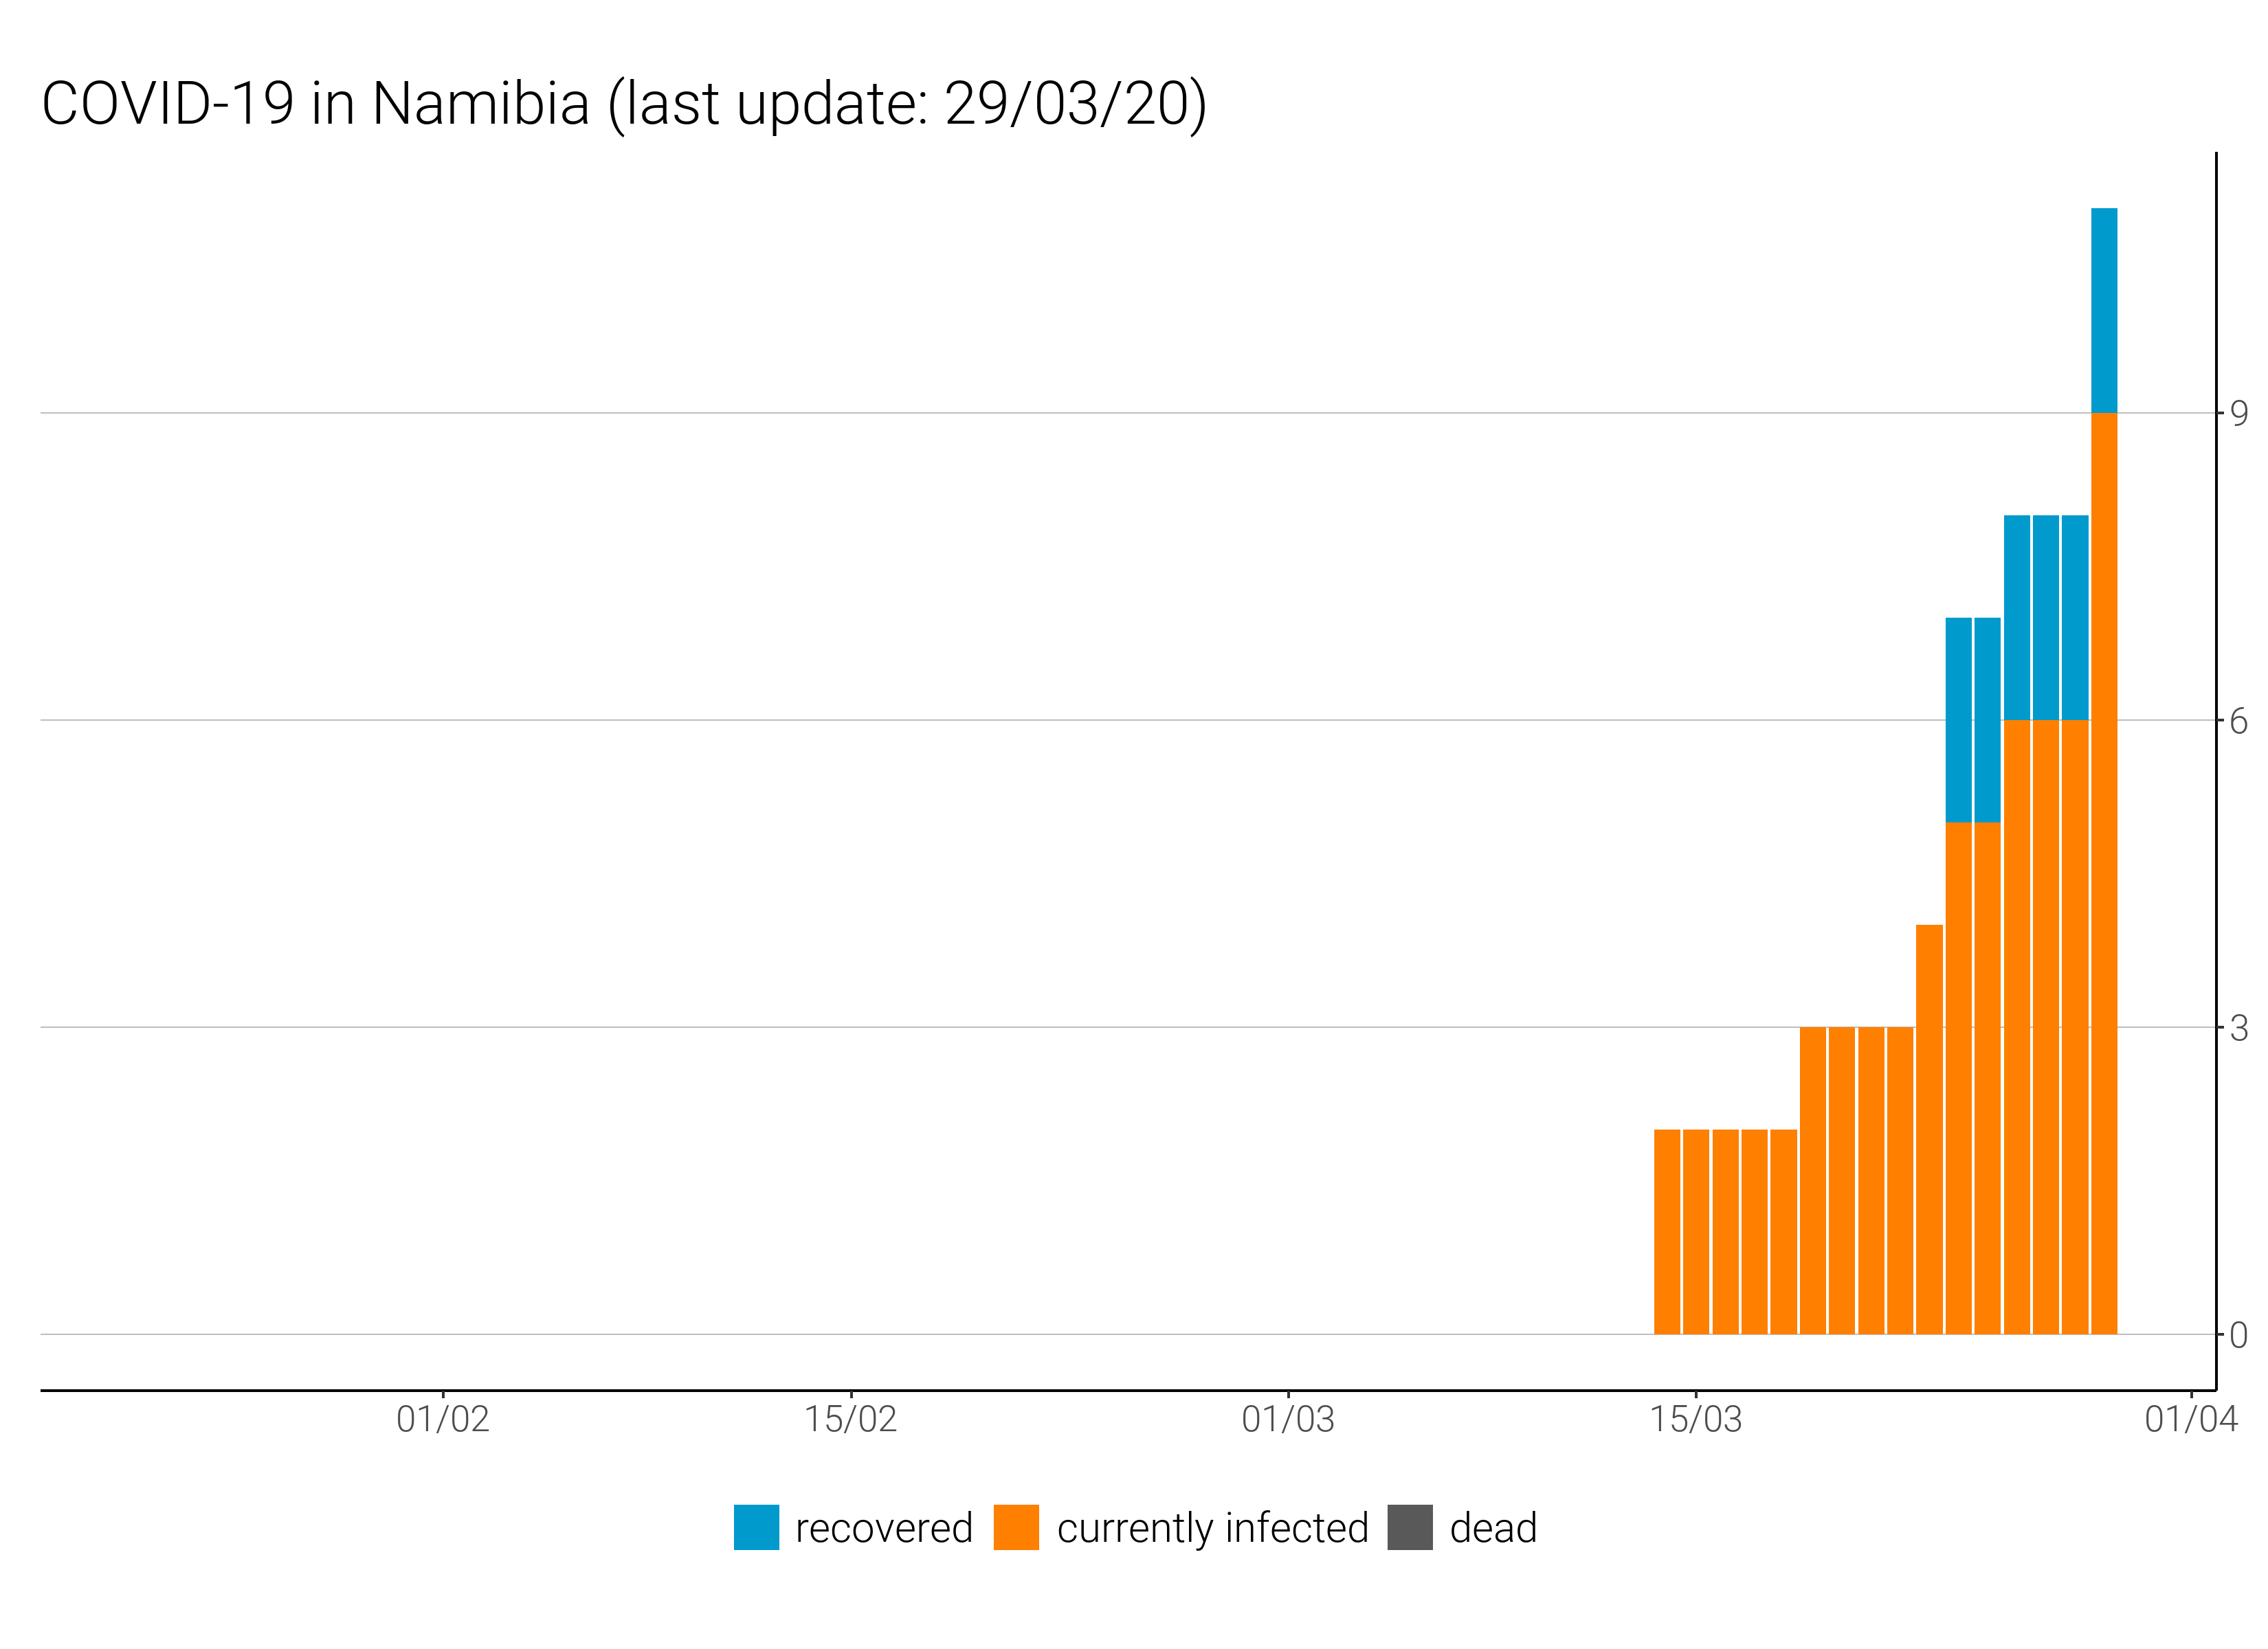 COVID-19 in Namibia (last update: 29/03/20)
9
6
3
0
01/02 15/02 01/03 15/03 01/04
recovered currently infected dead